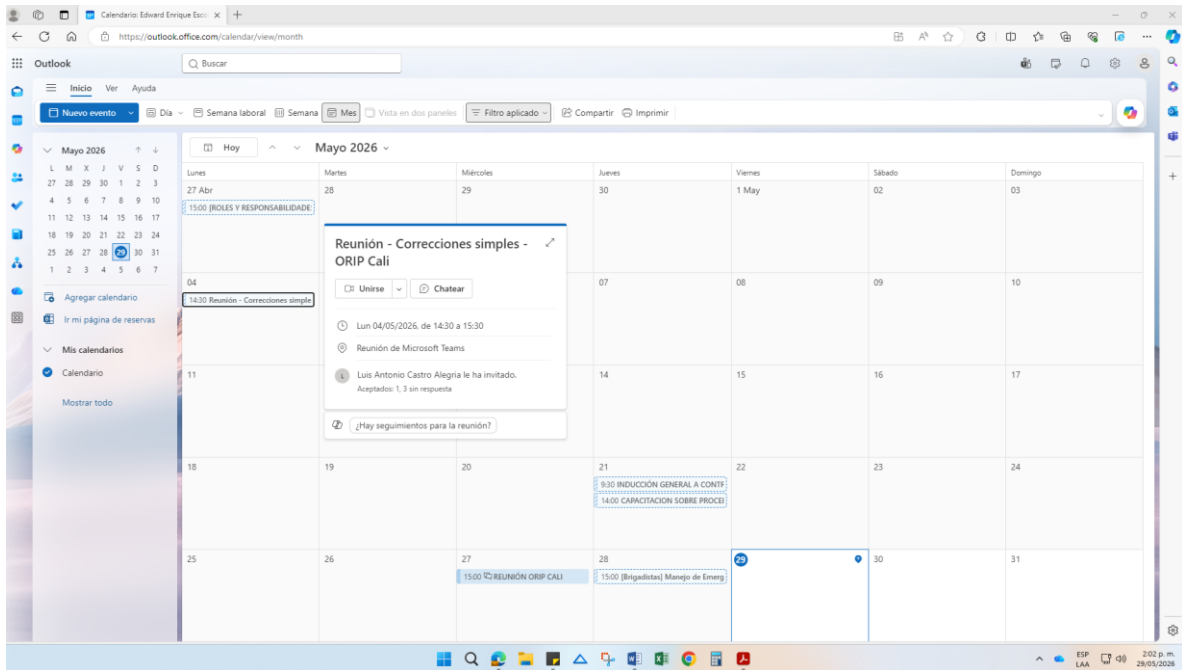 Calendario: Edward Enrique Esco
https://outlook.office.com/calendar/view/month
Outlook
Buscar
Inicio Ver Ayuda
Nuevo evento Día Semana laboral Semana Mes Vista en dos paneles Filtro aplicado Compartir Imprimir
Mayo 2026
L M X J V S D
27 28 29 30 1 2 3
4 5 6 7 8 9 10
11 12 13 14 15 16 17
18 19 20 21 22 23 24
25 26 27 28 29 30 31
1 2 3 4 5 6 7
Agregar calendario
Ir mi página de reservas
Mis calendarios
Calendario
Mostrar todo
Hoy Mayo 2026
Lunes Martes Miércoles Jueves Viernes Sábado Domingo
27 Abr 28 29 30 1 May 02 03
15:00 [ROLES Y RESPONSABILIDADE
04 07 08 09 10
14:30 Reunión - Correcciones simple
Reunión - Correcciones simples -
ORIP Cali
Unirse Chatear
Lun 04/05/2026, de 14:30 a 15:30
Reunión de Microsoft Teams
Luis Antonio Castro Alegria le ha invitado.
Aceptados: 1, 3 sin respuesta
¿Hay seguimientos para la reunión?
11 14 15 16 17
18 19 20 21 22 23 24
9:30 INDUCCIÓN GENERAL A CONTR
14:00 CAPACITACION SOBRE PROCEI
25 26 27 28 29 30 31
15:00 REUNIÓN ORIP CALI
15:00 [Brigadistas] Manejo de Emerg
ESP
LAA
2:02 p. m.
29/05/2026